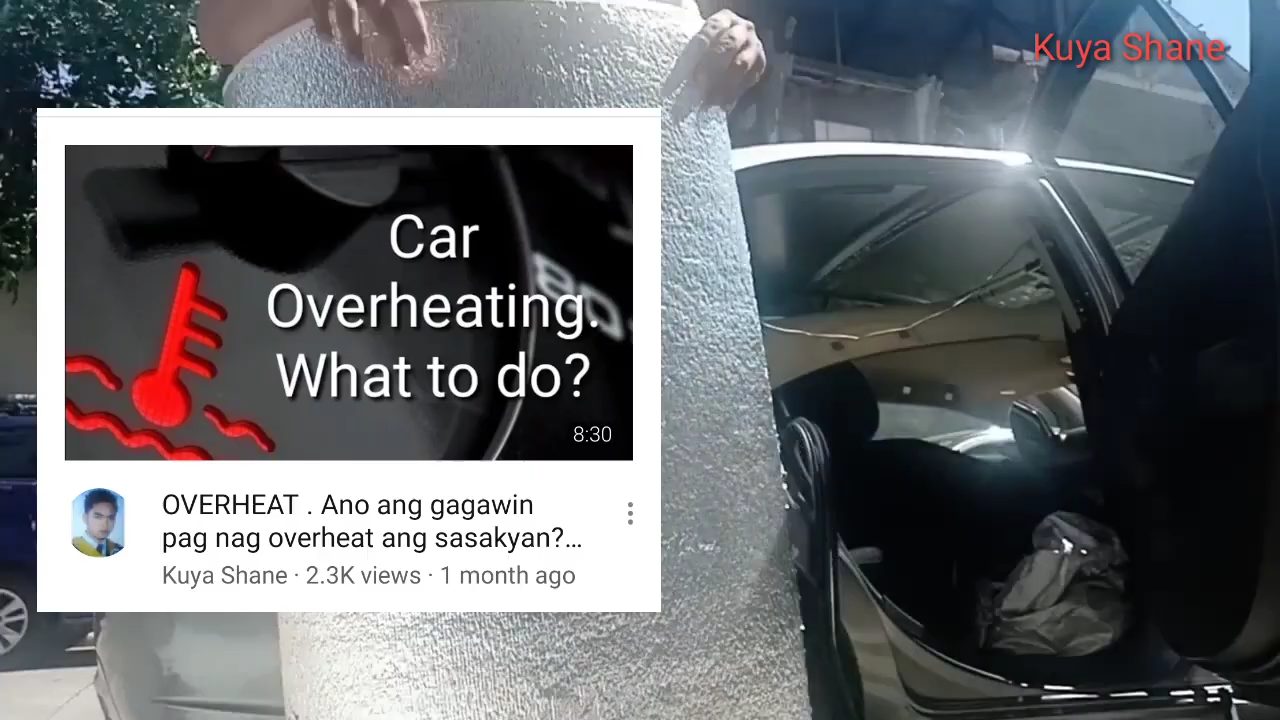 Kuya Shane
Car
Overheating.
What to do?
8:30
OVERHEAT . Ano ang gagawin
pag nag overheat ang sasakyan?...
Kuya Shane · 2.3K views · 1 month ago